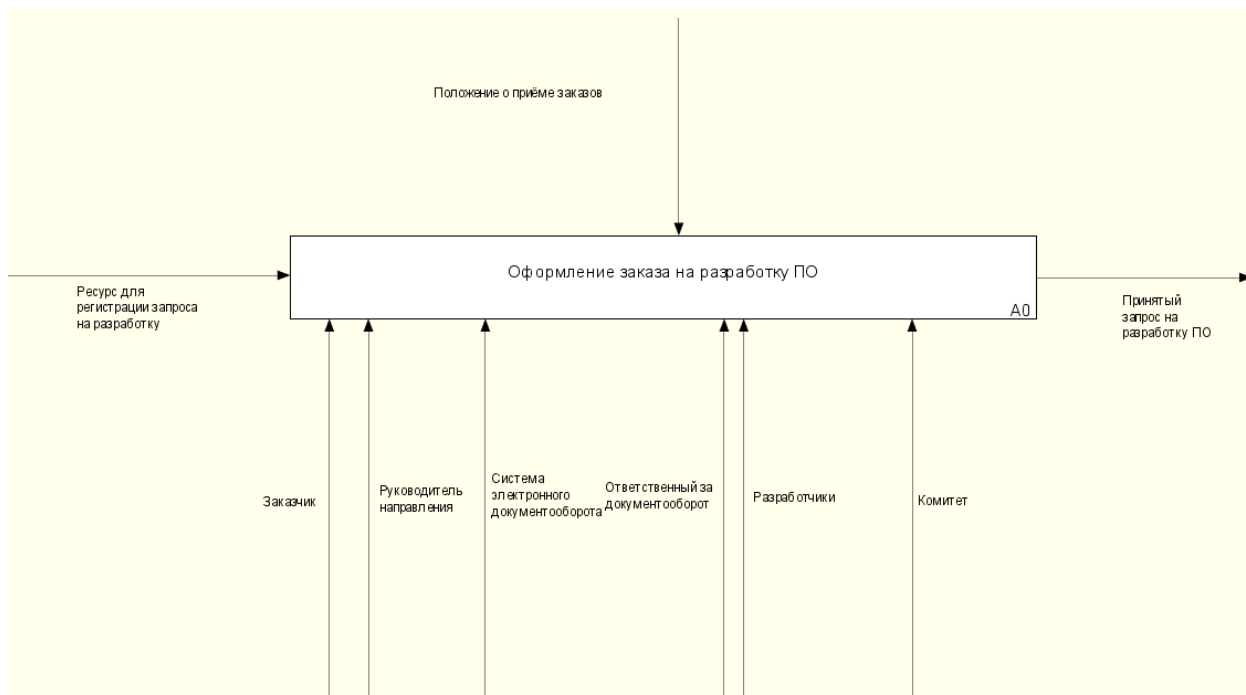 Положение о приёме заказов
Оформление заказа на разработку ПО
A0
Ресурс для
регистрации запроса
на разработку
Принятый
запрос на
разработку ПО
Заказчик
Руководитель
направления
Система
электронного
документооборота
Ответственный за
документооборот
Разработчики
Комитет